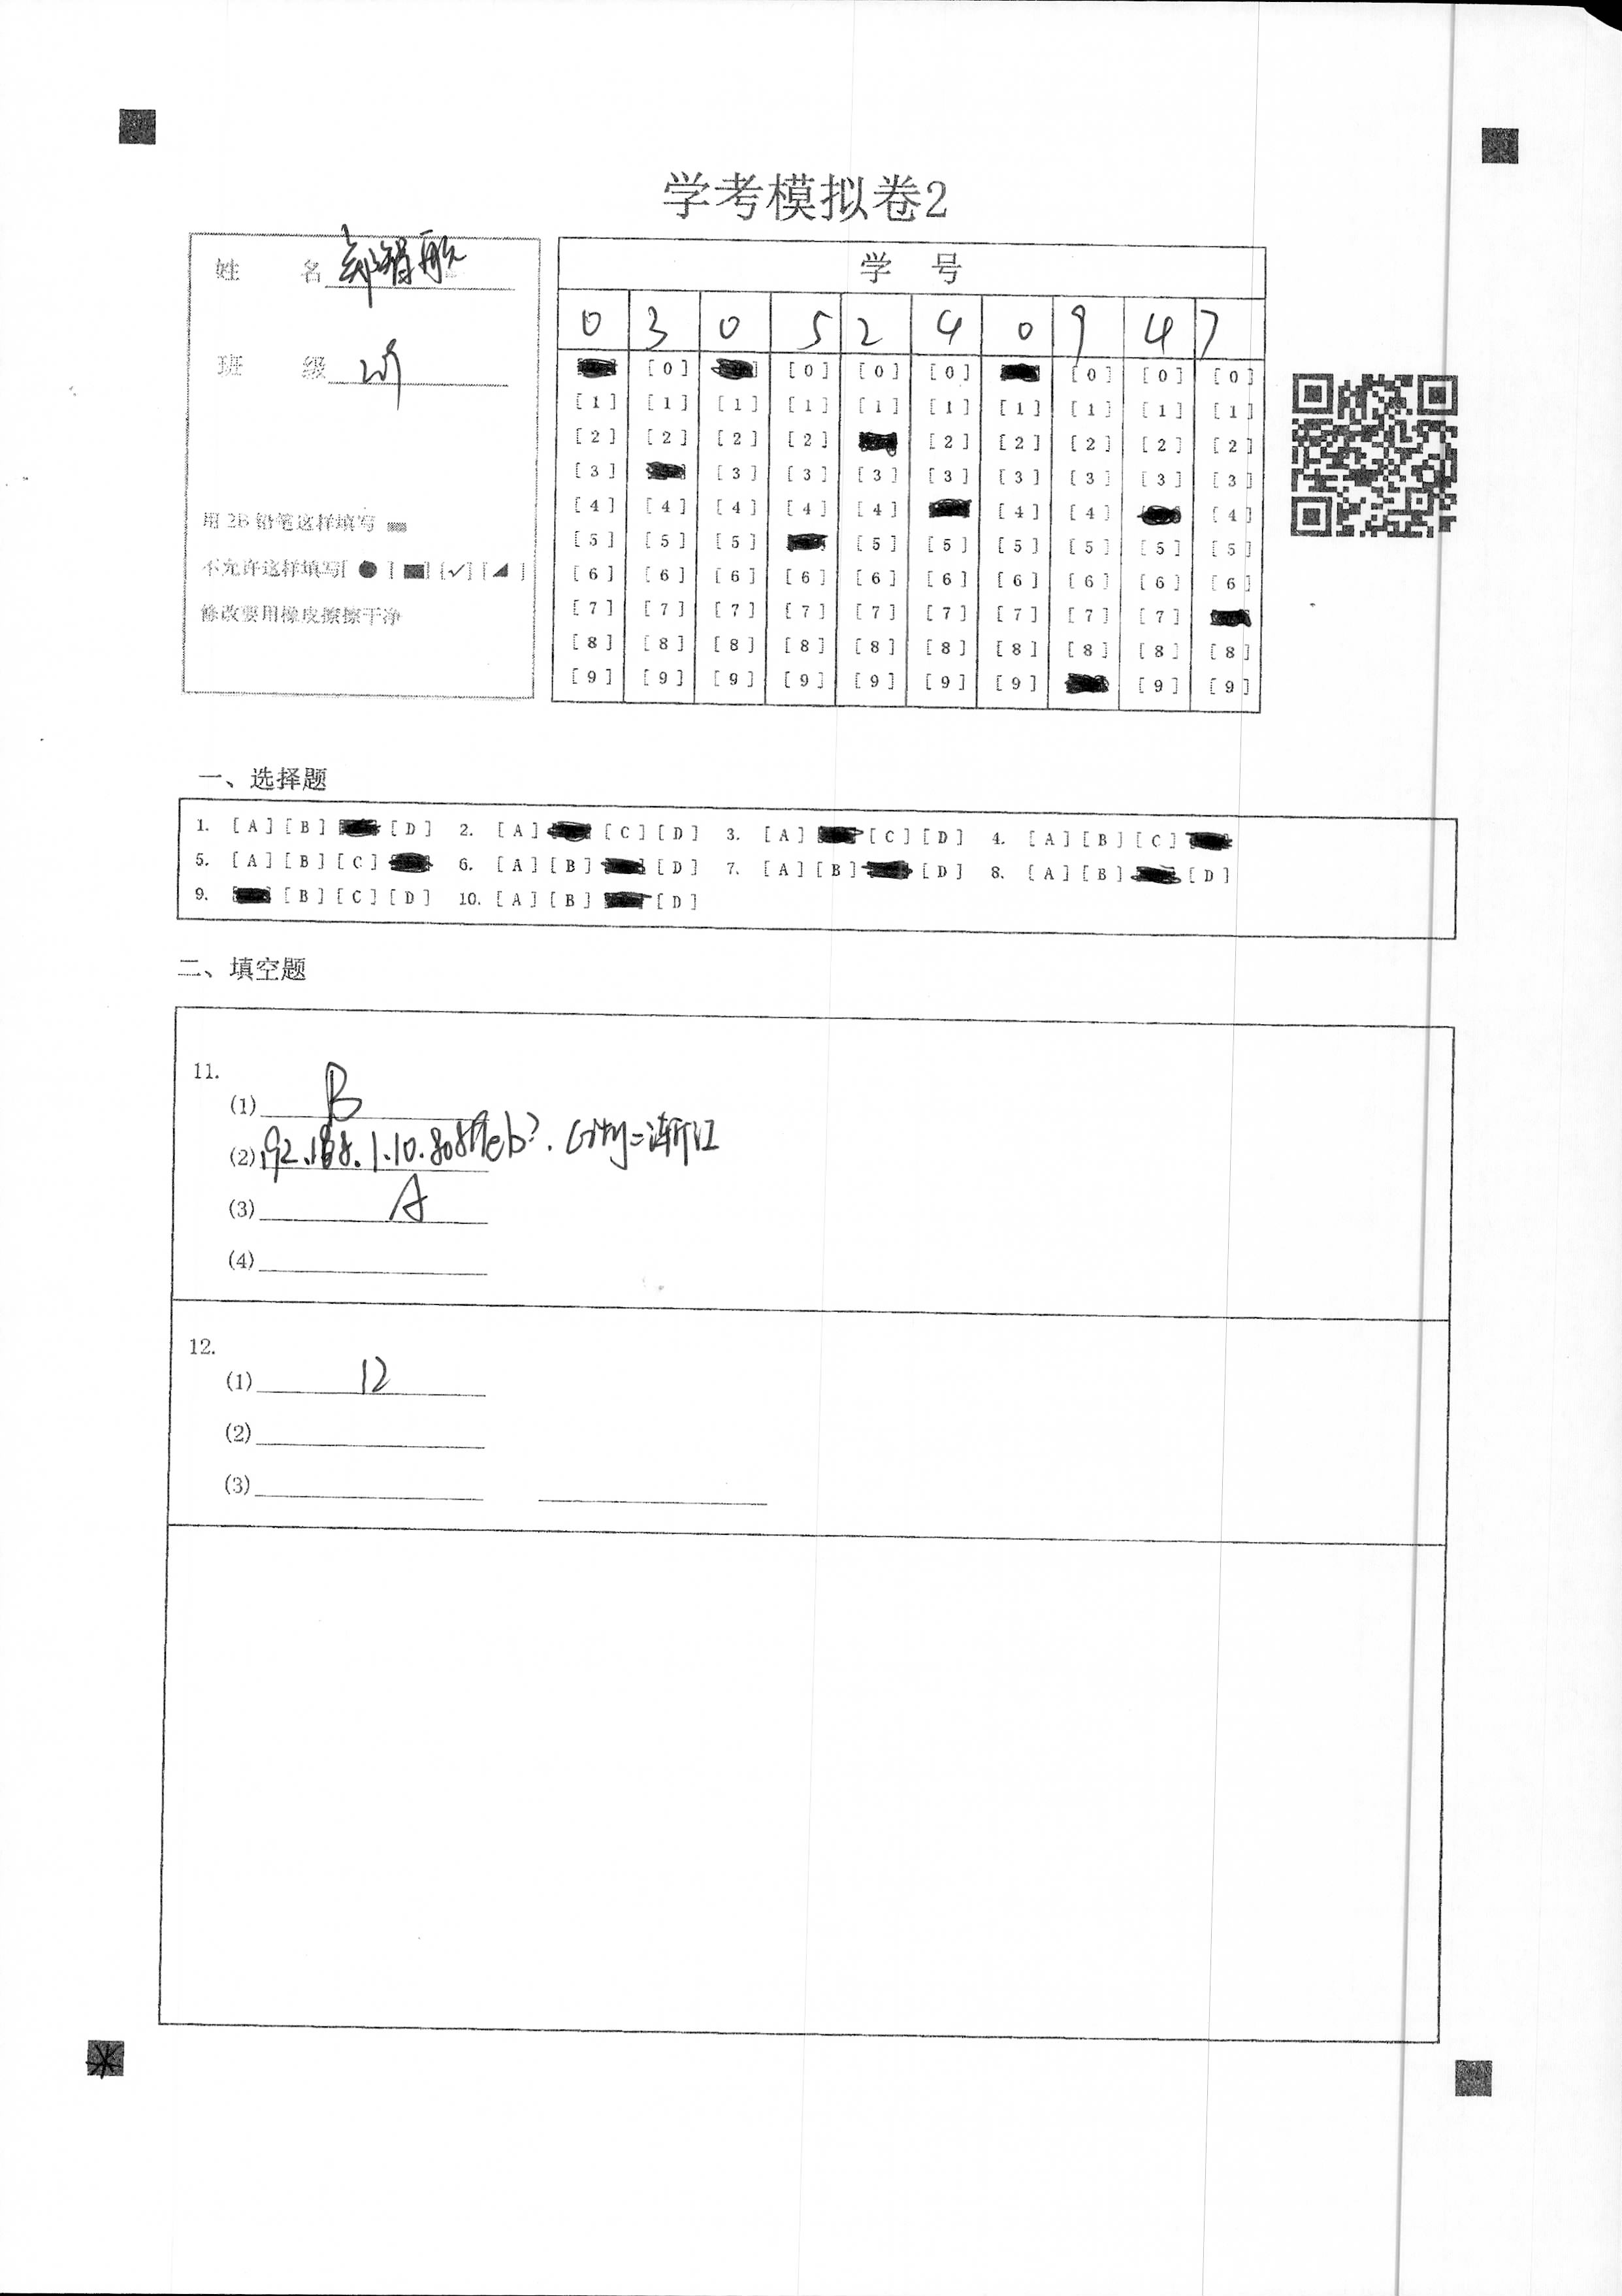 学考模拟卷2
姓 名
班 级
用 2B 铅笔这样填写
不允许这样填写[ ● [ ■] [✓] [◢ ]
修改要用橡皮擦擦干净
学 号
0 3 0 5 2 4 0 9 4 7
[0] [0] [0] [0] [0] [0] [0]
[1] [1] [1] [1] [1] [1] [1] [1] [1] [1]
[2] [2] [2] [2] [2] [2] [2] [2] [2]
[3] [3] [3] [3] [3] [3] [3] [3] [3]
[4] [4] [4] [4] [4] [4] [4] [4]
[5] [5] [5] [5] [5] [5] [5] [5] [5]
[6] [6] [6] [6] [6] [6] [6] [6] [6] [6]
[7] [7] [7] [7] [7] [7] [7] [7] [7]
[8] [8] [8] [8] [8] [8] [8] [8] [8] [8]
[9] [9] [9] [9] [9] [9] [9] [9] [9]
一、选择题
1. [A] [B] [D] 2. [A] [C] [D] 3. [A] [C] [D] 4. [A] [B] [C]
5. [A] [B] [C] 6. [A] [B] [D] 7. [A] [B] [D] 8. [A] [B] [D]
9. [B] [C] [D] 10. [A] [B] [D]
二、填空题
11.
(1) B
(2) city=浙江
(3) A
(4)
12.
(1) 12
(2)
(3)